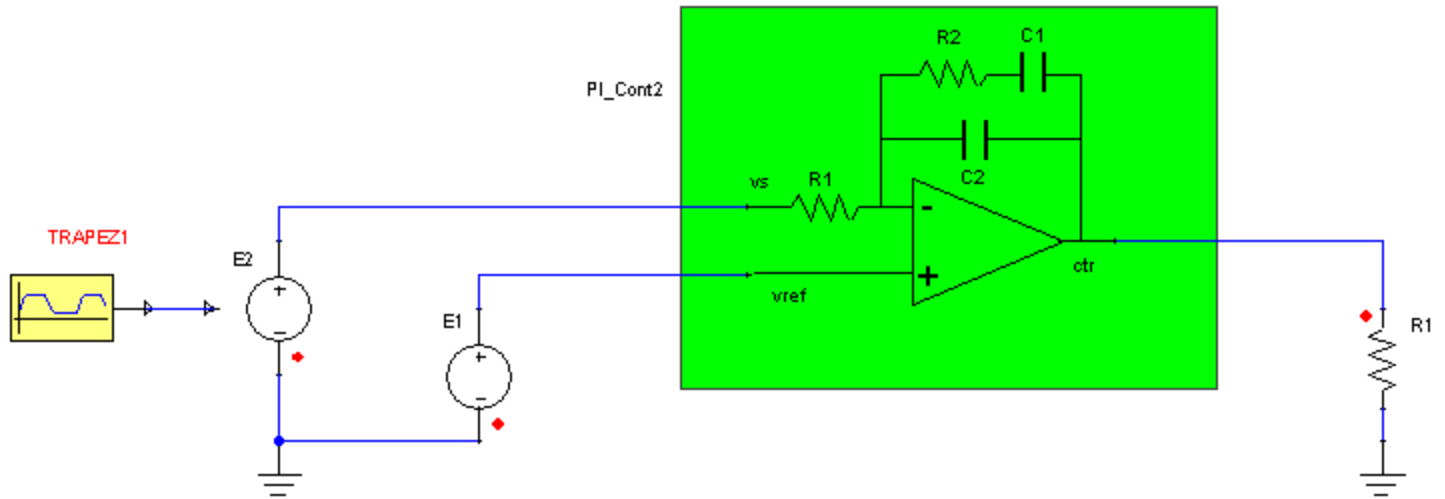 R2
C1
PI_Cont2
C2
vs
R1
-
TRAPEZ1
E2
+
-
E1
+
-
+
vref
ctr
R1